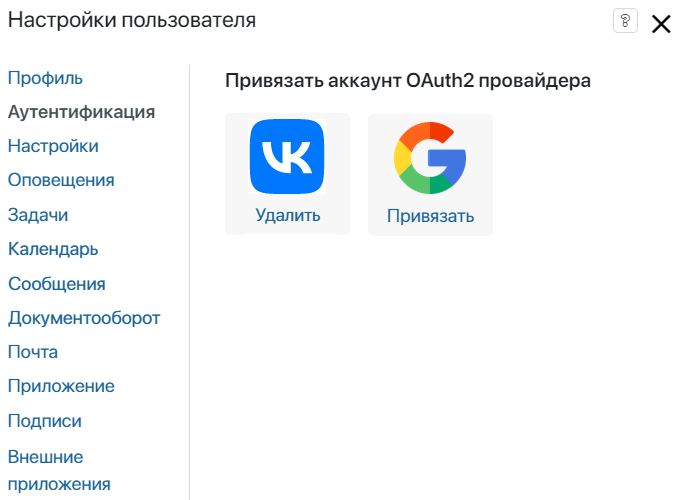 Настройки пользователя
?
Профиль
Аутентификация
Настройки
Оповещения
Задачи
Календарь
Сообщения
Документооборот
Почта
Приложение
Подписи
Внешние
приложения
Привязать аккаунт OAuth2 провайдера
Удалить
Привязать